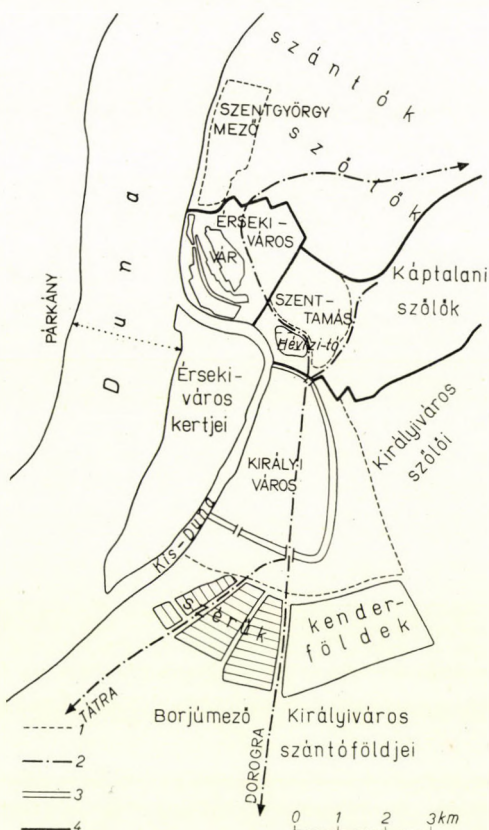 szántók
SZENTGYÖRGY
MEZŐ
szőlők
ÉRSEKI-
VÁROS
VÁR
Duna
PÁRKÁNY
SZENT-
TAMÁS
Hévízi-tó
Káptalani
szőlők
Érseki-
város
kertjei
KIRÁLYI
VÁROS
Királyiváros
szőlői
Kis-Duna
szérűk
kender-
földek
TÁTRA
Borjúmező
Királyiváros
szántóföldjei
DOROGRA
1
2
3
4
0 1 2 3km